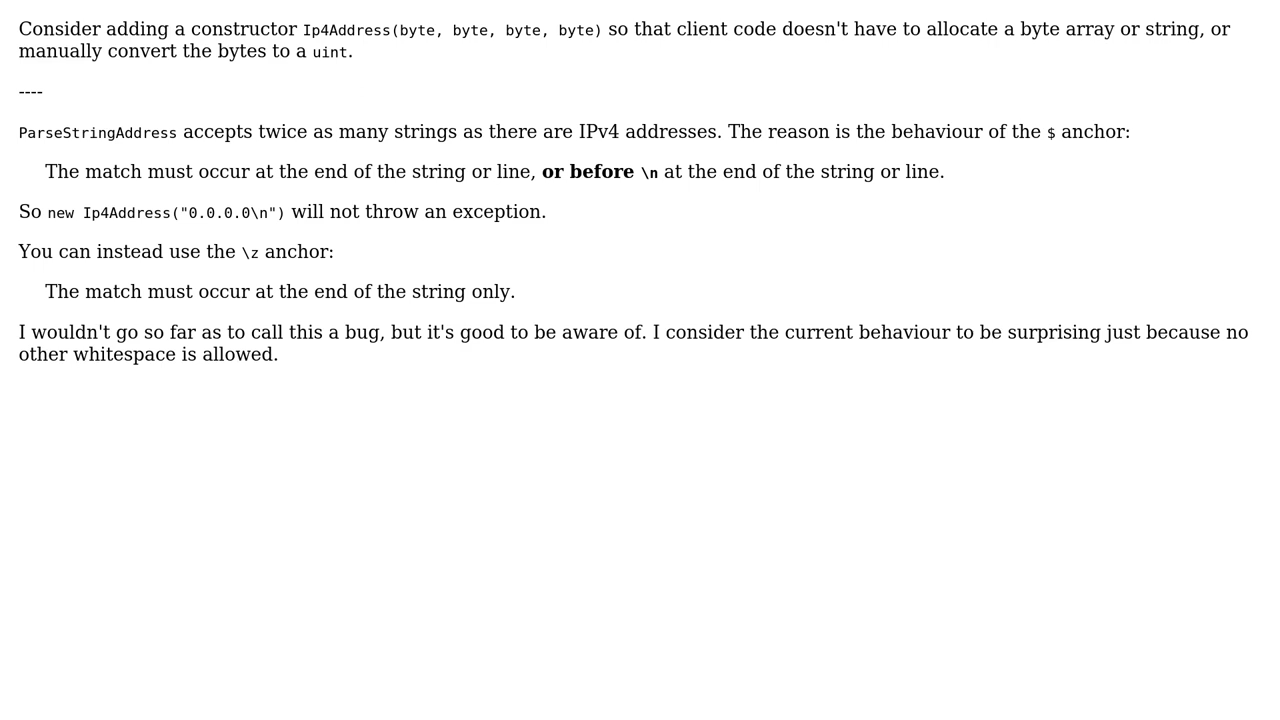 Consider adding a constructor Ip4Address(byte, byte, byte, byte) so that client code doesn't have to allocate a byte array or string, or
manually convert the bytes to a uint.
----
ParseStringAddress accepts twice as many strings as there are IPv4 addresses. The reason is the behaviour of the $ anchor:
The match must occur at the end of the string or line, or before \n at the end of the string or line.
So new Ip4Address("0.0.0.0\n") will not throw an exception.
You can instead use the \z anchor:
The match must occur at the end of the string only.
I wouldn't go so far as to call this a bug, but it's good to be aware of. I consider the current behaviour to be surprising just because no
other whitespace is allowed.